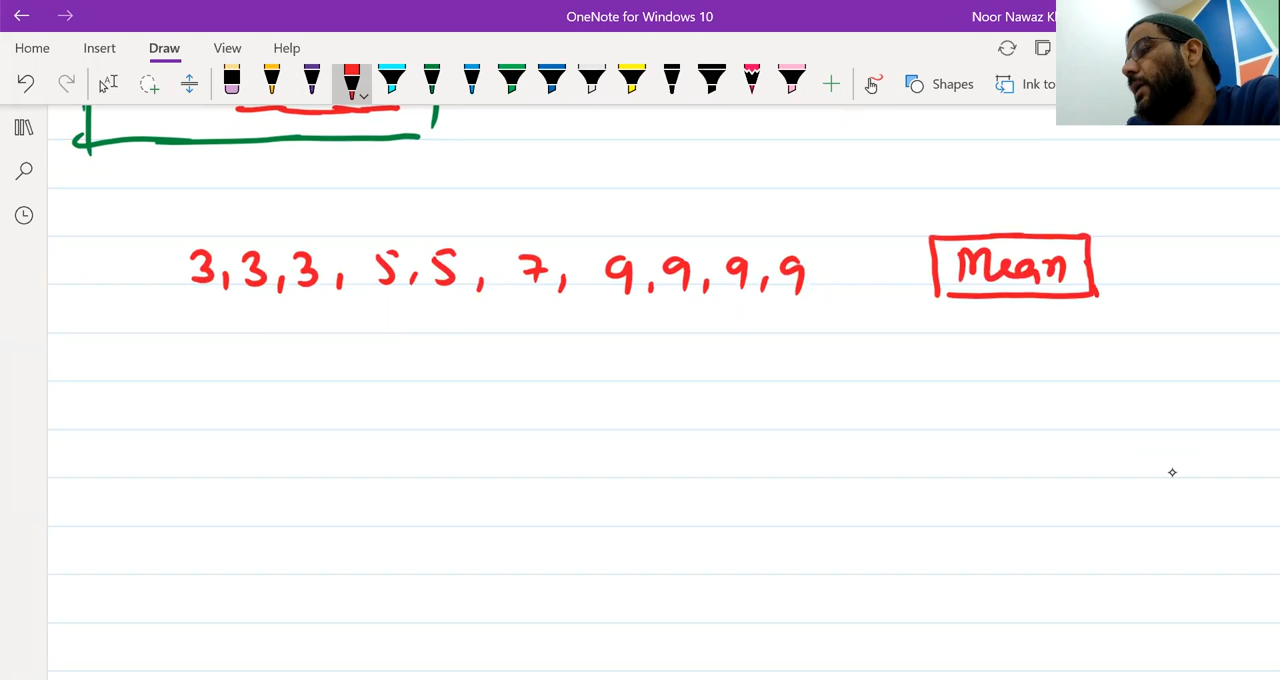 OneNote for Windows 10
Noor Nawaz Kh
Home Insert Draw View Help
Shapes Ink to
3, 3, 3, 5, 5, 7, 9, 9, 9, 9 Mean